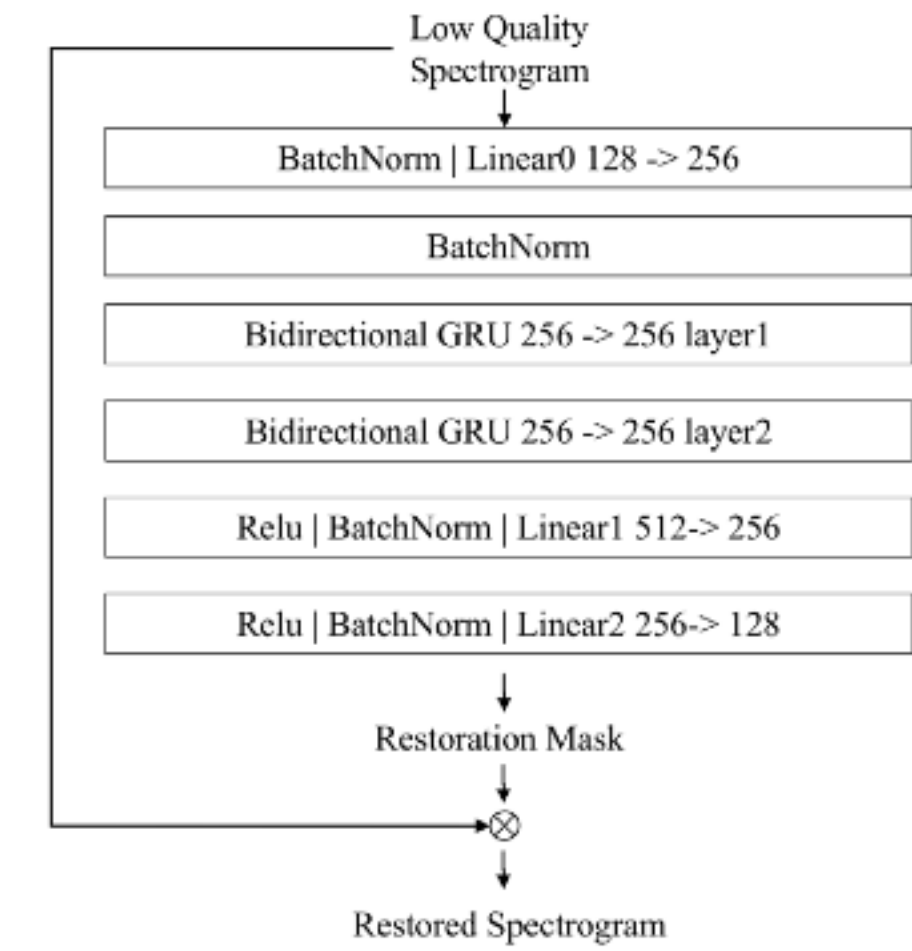 Low Quality
Spectrogram
BatchNorm | Linear0 128 -> 256
BatchNorm
Bidirectional GRU 256 -> 256 layer1
Bidirectional GRU 256 -> 256 layer2
Relu | BatchNorm | Linear1 512-> 256
Relu | BatchNorm | Linear2 256-> 128
Restoration Mask
Restored Spectrogram